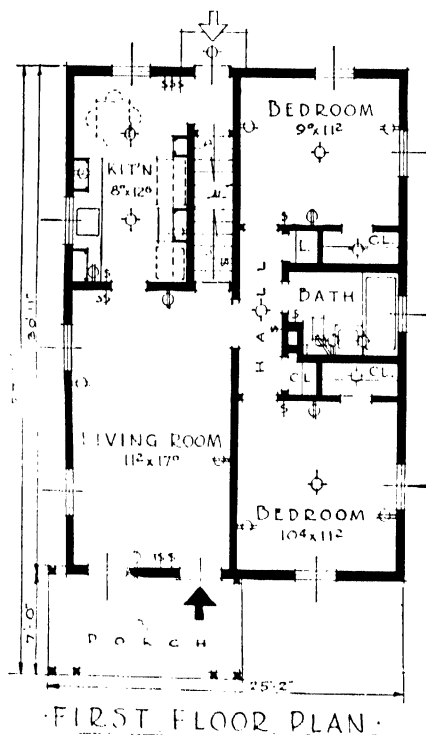 BEDROOM
9⁰x11²
KIT'N
8⁰x12⁰
L.
CL.
HALL
BATH
CL
CL.
LIVING ROOM
11²x17⁰
BEDROOM
10⁴x11²
7'-0"
PORCH
25'-2"
·FIRST FLOOR PLAN·